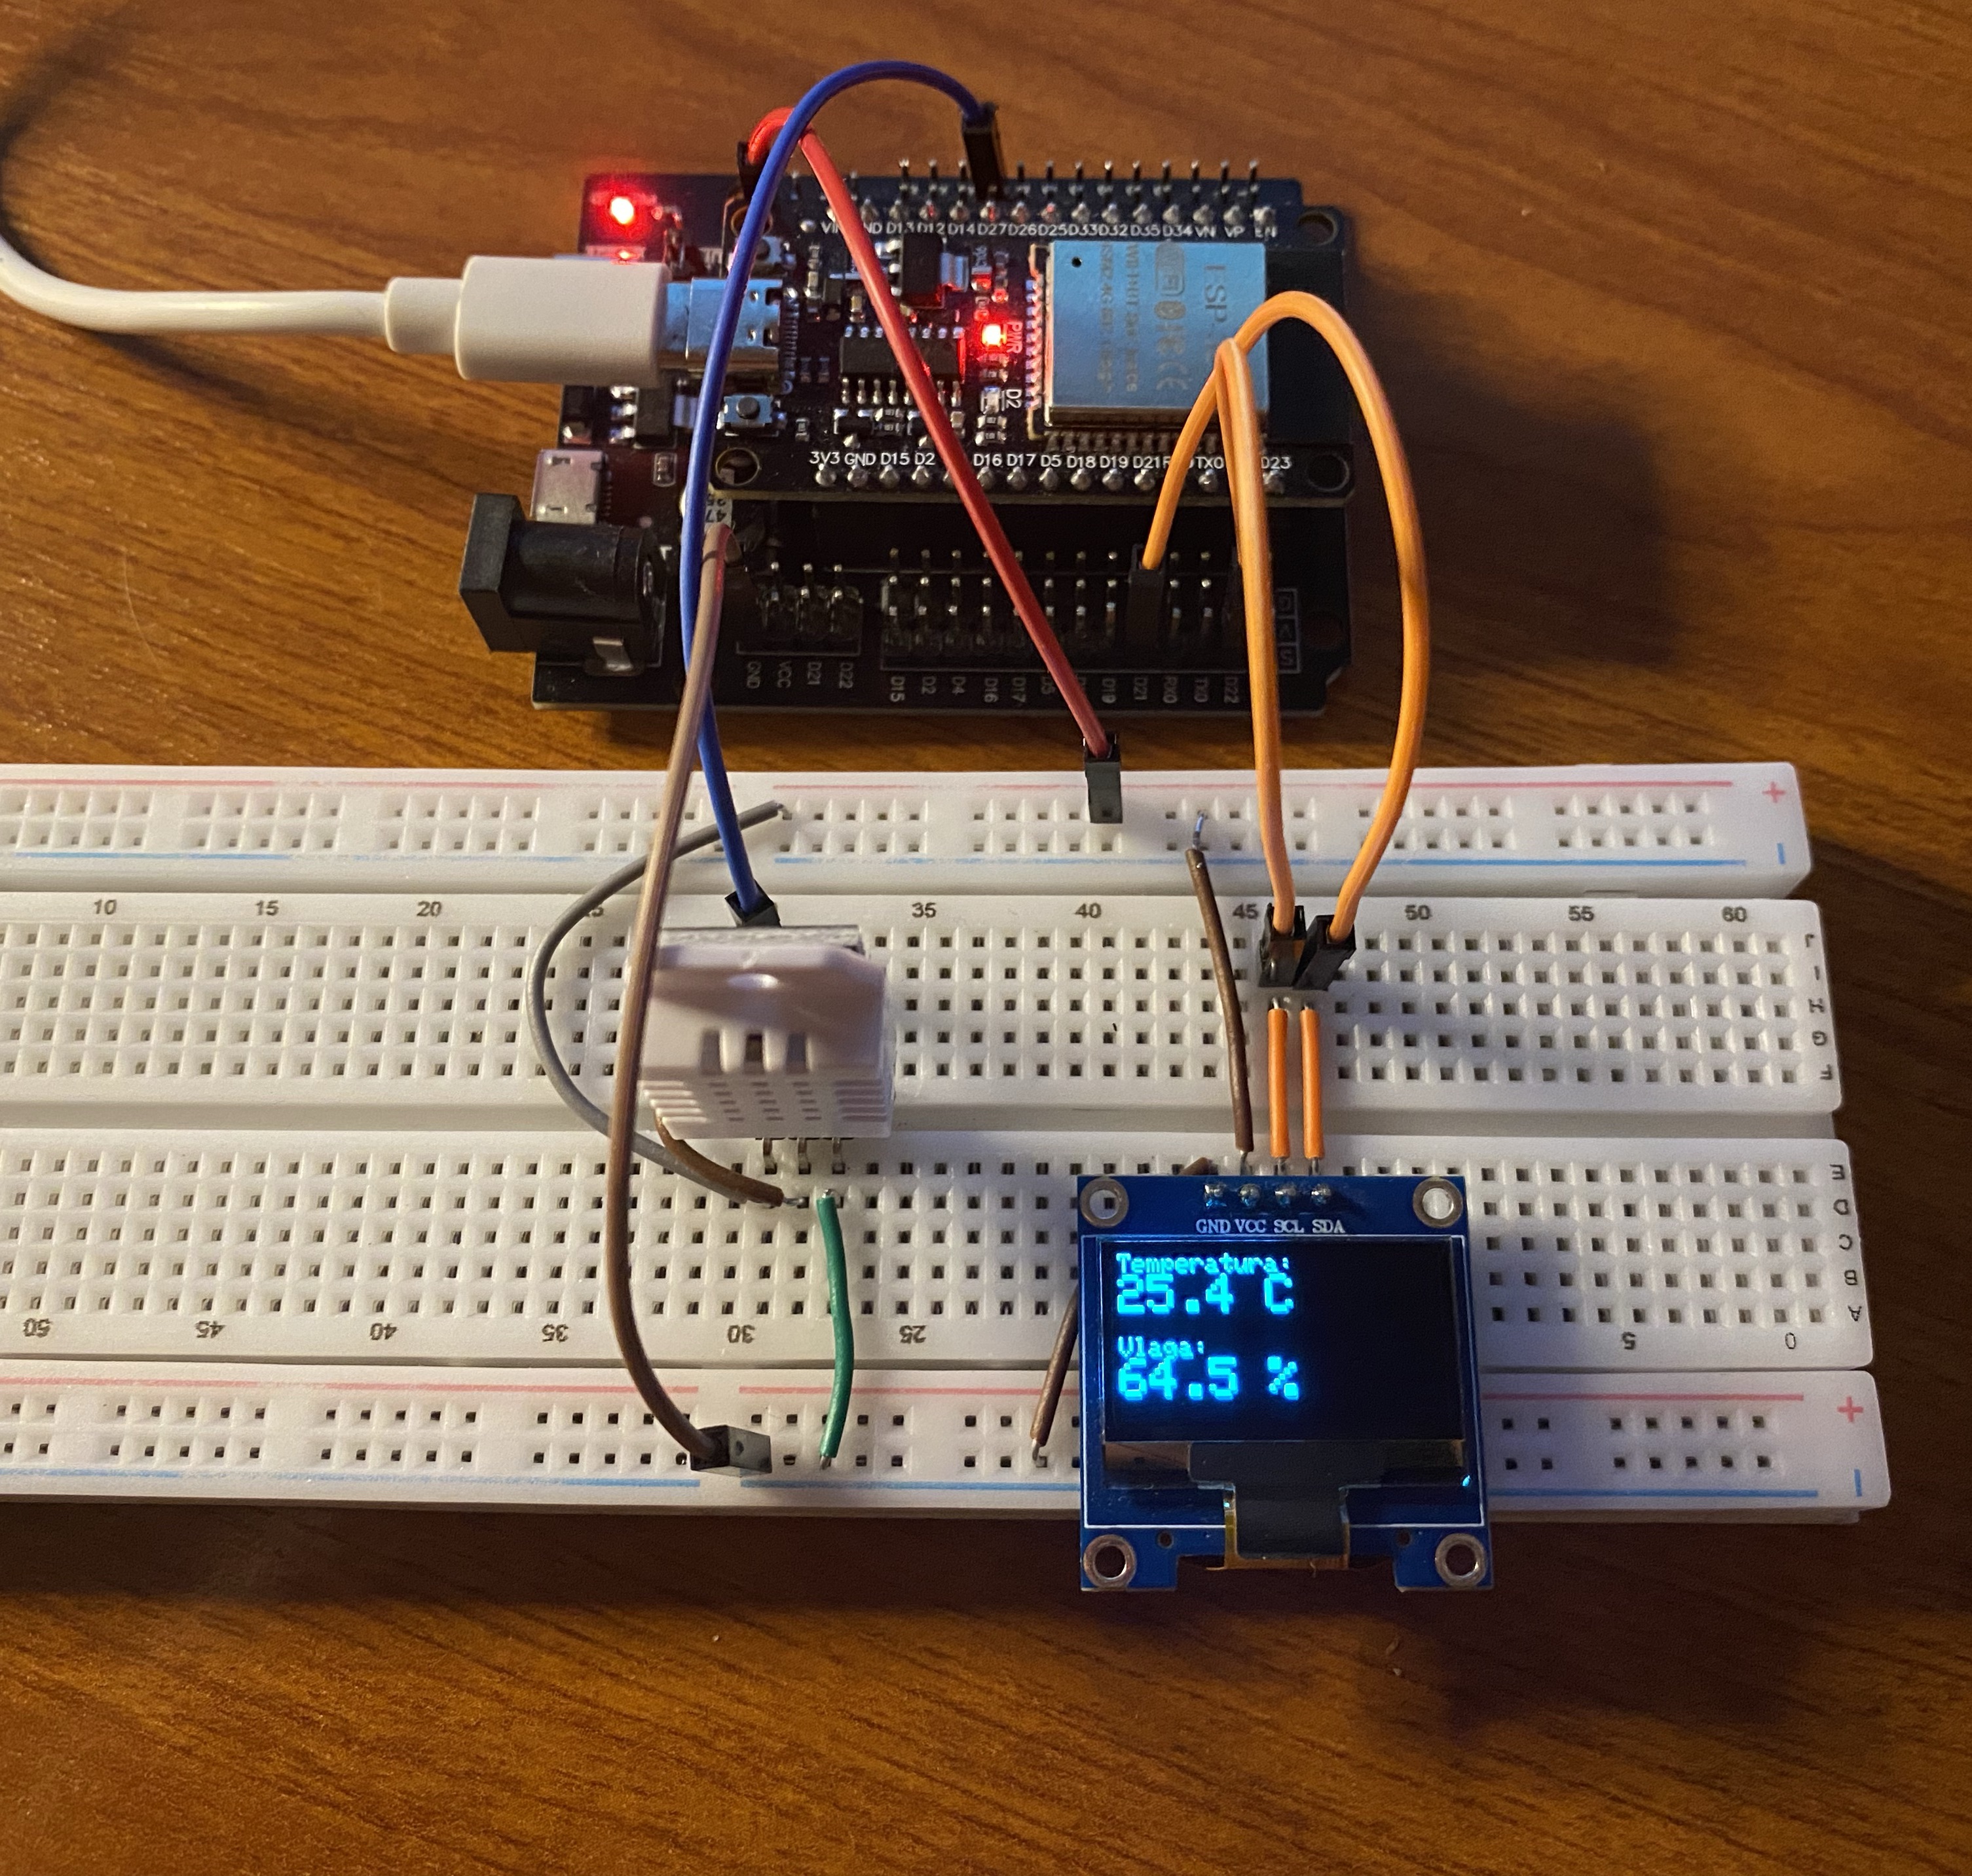 VIN GND D13 D12 D14 D27 D26 D25 D33 D32 D35 D34 VN VP EN
PWR
D2
3V3 GND D15 D2 D16 D17 D5 D18 D19 D21 TX0 D23
GND VCC D21 D22
D15 D2 D4 D16 D17 D19 D21 RX0 TX0 D22
+
-
10 15 20 35 40 45 50 55 60
J
I
H
G
F
E
D
C
B
A
50 45 40 35 30 25 5 0
+
-
GND VCC SCL SDA
Temperatura:
25.4 C
Vlaga:
64.5 %